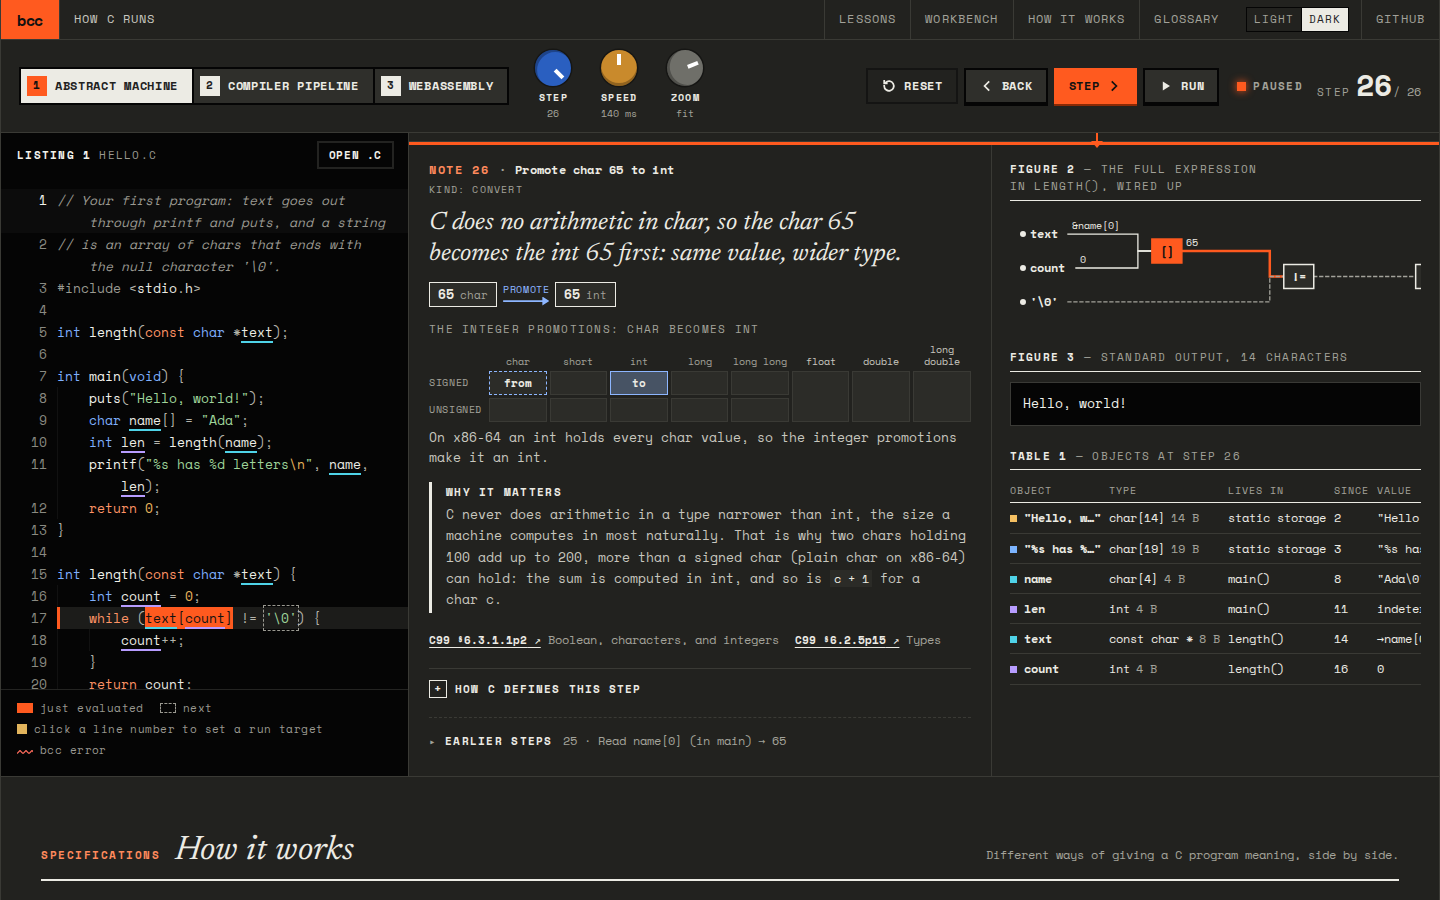 bcc HOW C RUNS LESSONS WORKBENCH HOW IT WORKS GLOSSARY LIGHT DARK GITHUB
1 ABSTRACT MACHINE 2 COMPILER PIPELINE 3 WEBASSEMBLY
STEP SPEED ZOOM
26 140 ms fit
RESET BACK STEP RUN PAUSED STEP 26 / 26
LISTING 1 HELLO.C OPEN .C
1 // Your first program: text goes out
through printf and puts, and a string
2 // is an array of chars that ends with
the null character '\0'.
3 #include <stdio.h>
4
5 int length(const char *text);
6
7 int main(void) {
8 puts("Hello, world!");
9 char name[] = "Ada";
10 int len = length(name);
11 printf("%s has %d letters\n", name,
len);
12 return 0;
13 }
14
15 int length(const char *text) {
16 int count = 0;
17 while (text[count] != '\0') {
18 count++;
19 }
20 return count;
just evaluated next
click a line number to set a run target
bcc error
NOTE 26 · Promote char 65 to int
KIND: CONVERT
C does no arithmetic in char, so the char 65
becomes the int 65 first: same value, wider type.
65 char PROMOTE 65 int
THE INTEGER PROMOTIONS: CHAR BECOMES INT
char short int long long long float double long double
SIGNED from to
UNSIGNED
On x86-64 an int holds every char value, so the integer promotions
make it an int.
WHY IT MATTERS
C never does arithmetic in a type narrower than int, the size a
machine computes in most naturally. That is why two chars holding
100 add up to 200, more than a signed char (plain char on x86-64)
can hold: the sum is computed in int, and so is c + 1 for a
char c.
C99 §6.3.1.1p2 ↗ Boolean, characters, and integers C99 §6.2.5p15 ↗ Types
+ HOW C DEFINES THIS STEP
▸ EARLIER STEPS 25 · Read name[0] (in main) → 65
FIGURE 2 — THE FULL EXPRESSION
IN LENGTH(), WIRED UP
text &name[0]
[] 65
count 0
!=
'\0'
FIGURE 3 — STANDARD OUTPUT, 14 CHARACTERS
Hello, world!
TABLE 1 — OBJECTS AT STEP 26
OBJECT TYPE LIVES IN SINCE VALUE
"Hello, w…" char[14] 14 B static storage 2 "Hello
"%s has %…" char[19] 19 B static storage 3 "%s ha
name char[4] 4 B main() 8 "Ada\0
len int 4 B main() 11 indete
text const char * 8 B length() 14 →name[
count int 4 B length() 16 0
SPECIFICATIONS How it works
Different ways of giving a C program meaning, side by side.